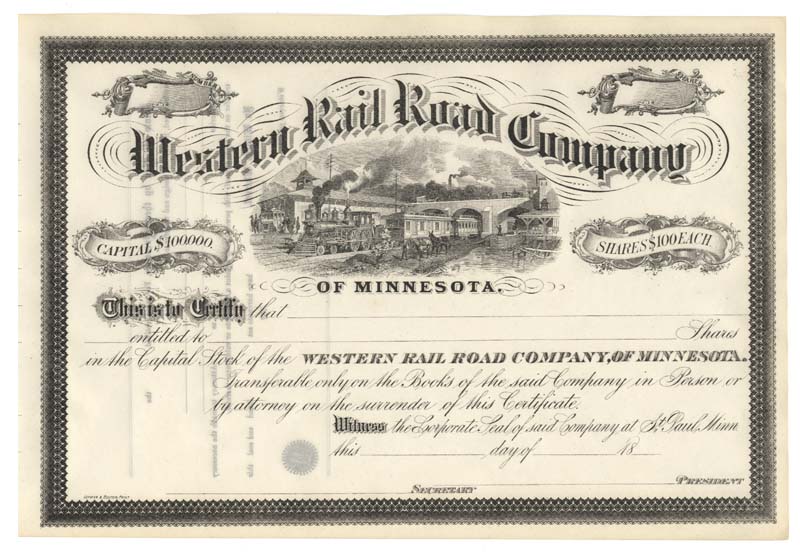 Western Rail Road Company
CAPITAL $100,000.
SHARES $100 EACH
OF MINNESOTA.
This is to Certify that
entitled to Shares
in the Capital Stock of the WESTERN RAIL ROAD COMPANY, OF MINNESOTA.
Transferable only on the Books of the said Company in Person or
by attorney on the surrender of this Certificate.
Witness the Corporate Seal of said Company at St. Paul, Minn
this day of 18
PRESIDENT
SECRETARY